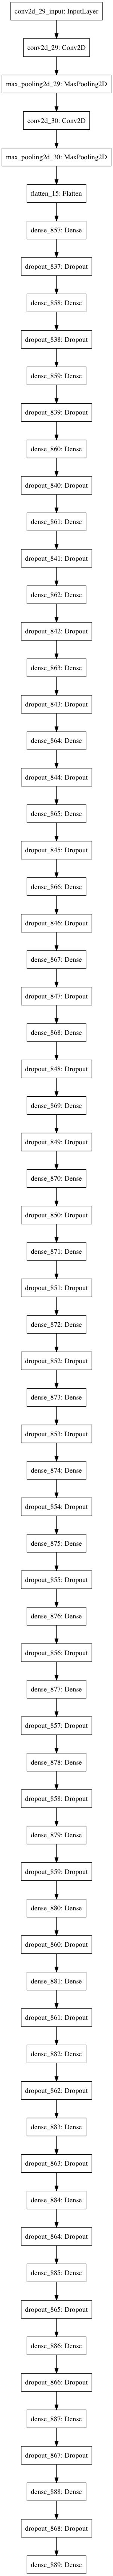 conv2d_29_input: InputLayer
conv2d_29: Conv2D
max_pooling2d_29: MaxPooling2D
conv2d_30: Conv2D
max_pooling2d_30: MaxPooling2D
flatten_15: Flatten
dense_857: Dense
dropout_837: Dropout
dense_858: Dense
dropout_838: Dropout
dense_859: Dense
dropout_839: Dropout
dense_860: Dense
dropout_840: Dropout
dense_861: Dense
dropout_841: Dropout
dense_862: Dense
dropout_842: Dropout
dense_863: Dense
dropout_843: Dropout
dense_864: Dense
dropout_844: Dropout
dense_865: Dense
dropout_845: Dropout
dense_866: Dense
dropout_846: Dropout
dense_867: Dense
dropout_847: Dropout
dense_868: Dense
dropout_848: Dropout
dense_869: Dense
dropout_849: Dropout
dense_870: Dense
dropout_850: Dropout
dense_871: Dense
dropout_851: Dropout
dense_872: Dense
dropout_852: Dropout
dense_873: Dense
dropout_853: Dropout
dense_874: Dense
dropout_854: Dropout
dense_875: Dense
dropout_855: Dropout
dense_876: Dense
dropout_856: Dropout
dense_877: Dense
dropout_857: Dropout
dense_878: Dense
dropout_858: Dropout
dense_879: Dense
dropout_859: Dropout
dense_880: Dense
dropout_860: Dropout
dense_881: Dense
dropout_861: Dropout
dense_882: Dense
dropout_862: Dropout
dense_883: Dense
dropout_863: Dropout
dense_884: Dense
dropout_864: Dropout
dense_885: Dense
dropout_865: Dropout
dense_886: Dense
dropout_866: Dropout
dense_887: Dense
dropout_867: Dropout
dense_888: Dense
dropout_868: Dropout
dense_889: Dense